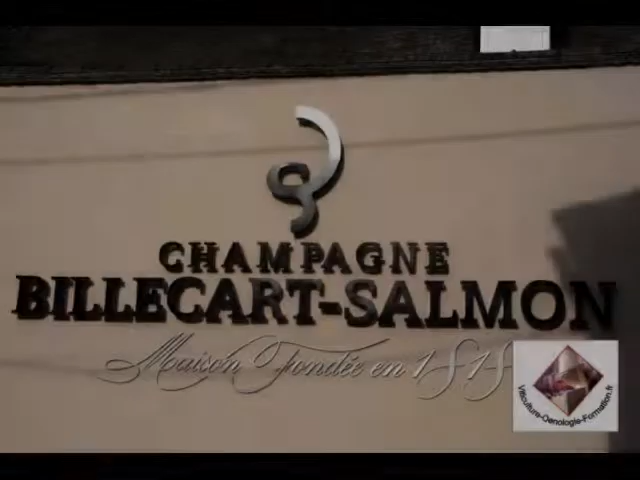 CHAMPAGNE
BILLECART-SALMON
Maison Fondée en 1818
Viticulture-Oenologie-Formation.fr